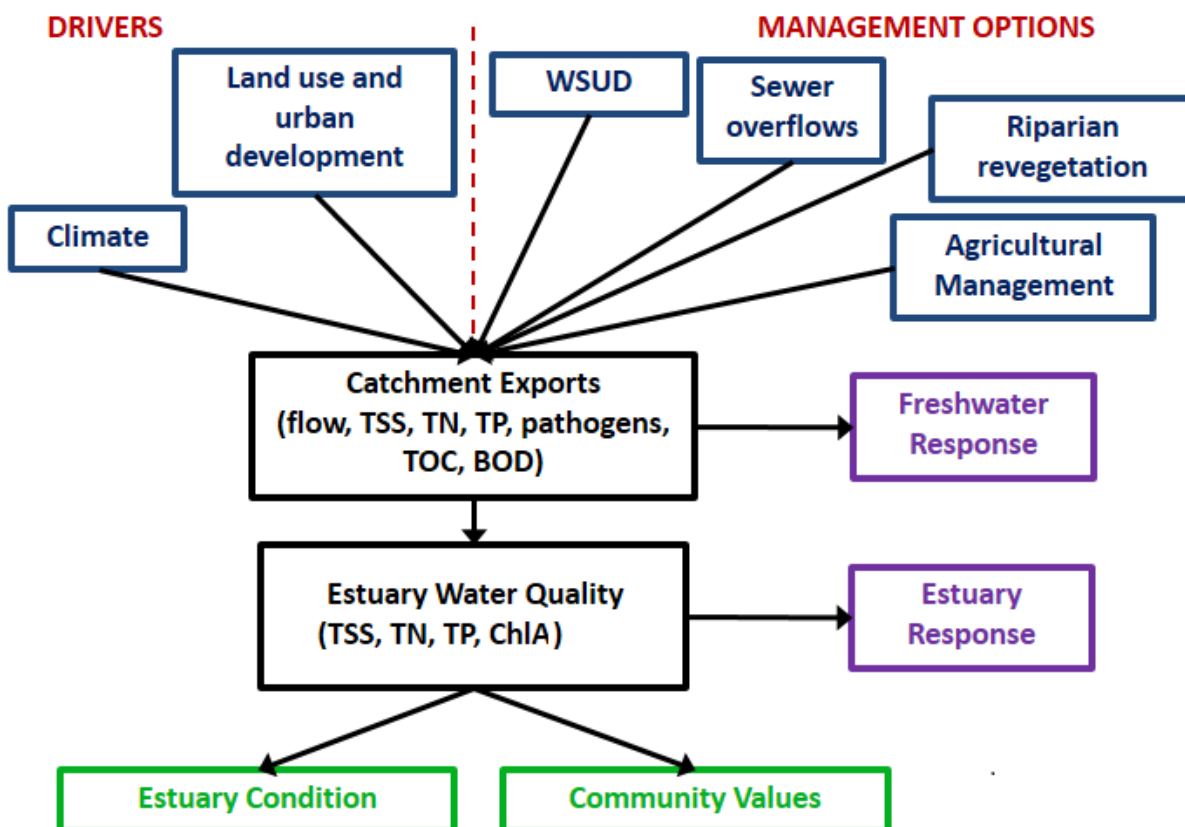 DRIVERS
MANAGEMENT OPTIONS
Land use and
urban
development
WSUD
Sewer
overflows
Riparian
revegetation
Climate
Agricultural
Management
Catchment Exports
(flow, TSS, TN, TP, pathogens,
TOC, BOD)
Freshwater
Response
Estuary Water Quality
(TSS, TN, TP, ChlA)
Estuary
Response
Estuary Condition
Community Values